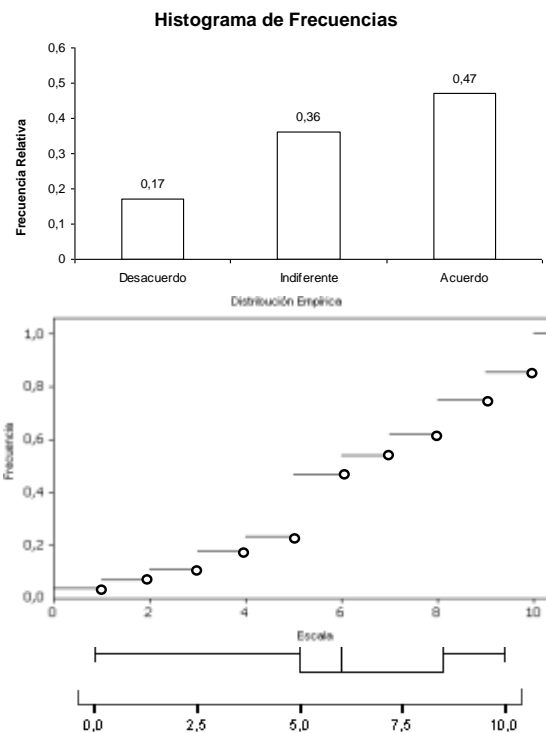 Histograma de Frecuencias
Frecuencia Relativa
0,6
0,5
0,4
0,3
0,2
0,1
0
0,17
0,36
0,47
Desacuerdo Indiferente Acuerdo
Distribución Empírica
Frecuencia
1,0
0,8
0,6
0,4
0,2
0,0
0 2 4 6 8 10
Escala
0,0 2,5 5,0 7,5 10,0